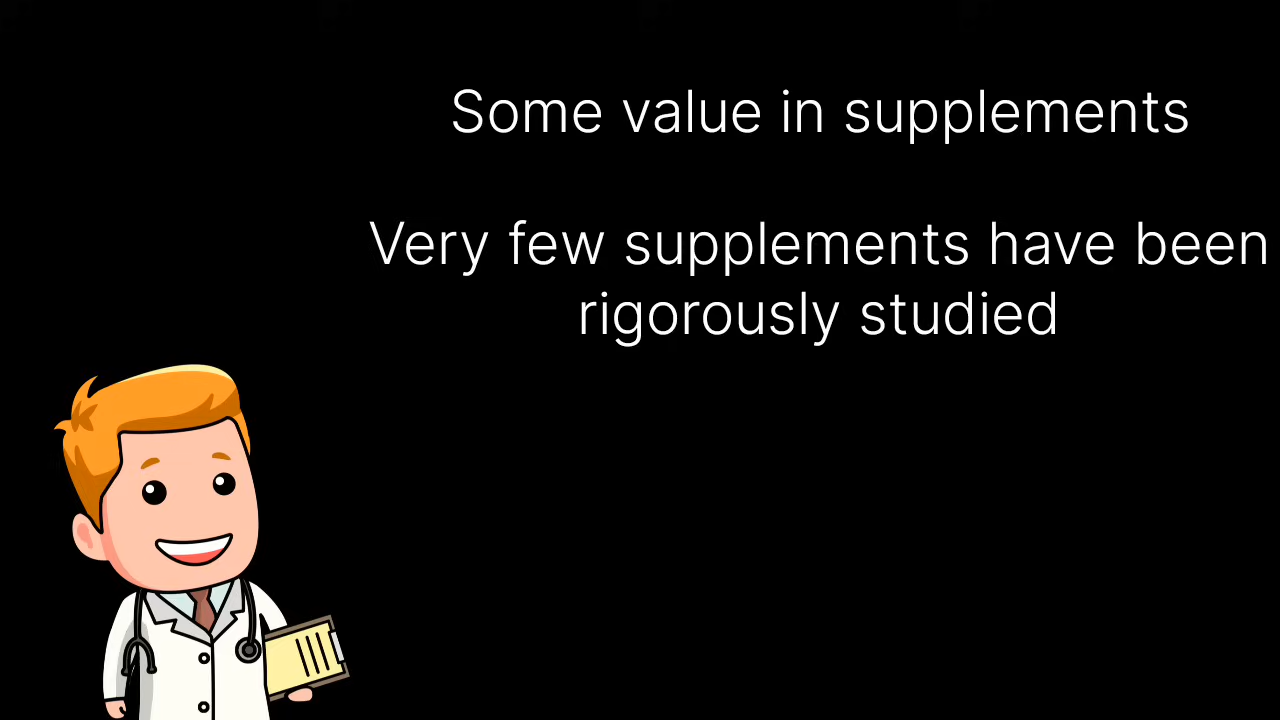 Some value in supplements
Very few supplements have been
rigorously studied